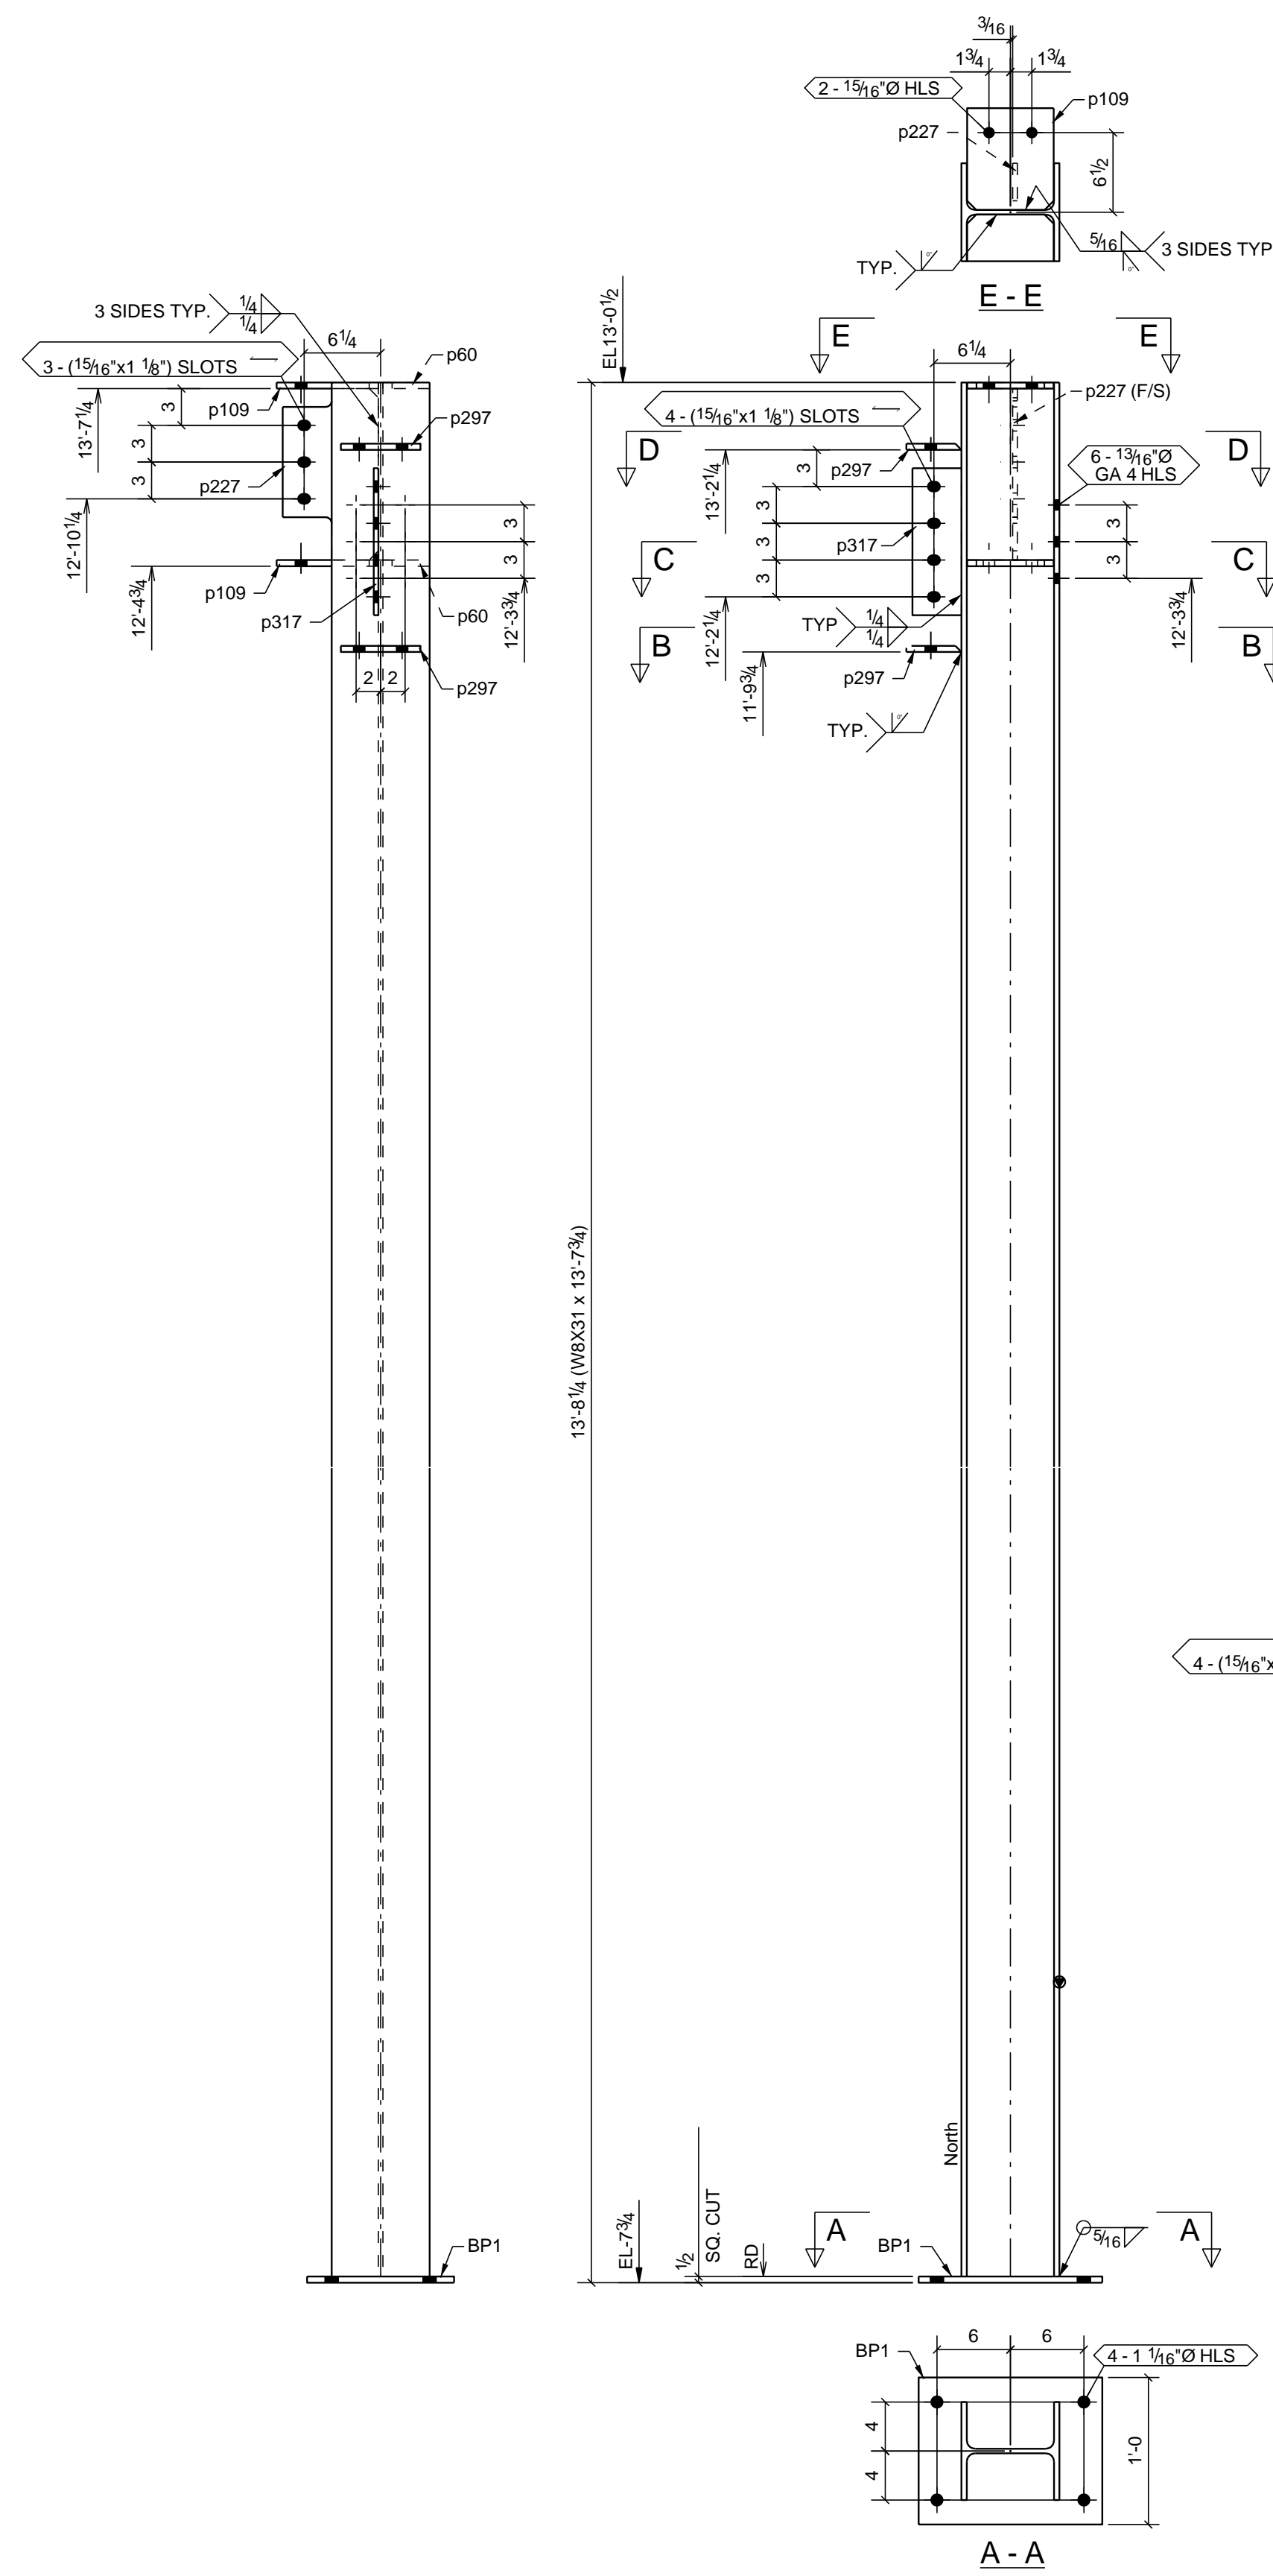 3/16
1 3/4
1 3/4
2 - 15/16"Ø HLS
p109
p227
6 1/2
5/16
3 SIDES TYP
TYP.
E - E
3 SIDES TYP.
1/4
1/4
6 1/4
3 - (15/16"x1 1/8") SLOTS
p60
p109
13'-7 1/4
3
3
3
p297
p227
12'-10 1/4
3
3
p109
12'-4 3/4
p317
p60
12'-3 3/4
2
2
p297
EL13'-0 1/2
E
E
6 1/4
p227 (F/S)
4 - (15/16"x1 1/8") SLOTS
D
D
6 - 13/16"Ø
GA 4 HLS
p297
3
13'-2 1/4
3
3
3
p317
3
3
C
C
TYP
1/4
1/4
12'-2 1/4
12'-3 3/4
B
B
p297
11'-9 3/4
TYP.
13'-8 1/4 (W8X31 x 13'-7 3/4)
4 - (15/16"x
North
EL-7 3/4
1/2
SQ. CUT
RD
A
A
5/16
BP1
BP1
6
6
BP1
4 - 1 1/16"Ø HLS
4
4
1'-0
A - A